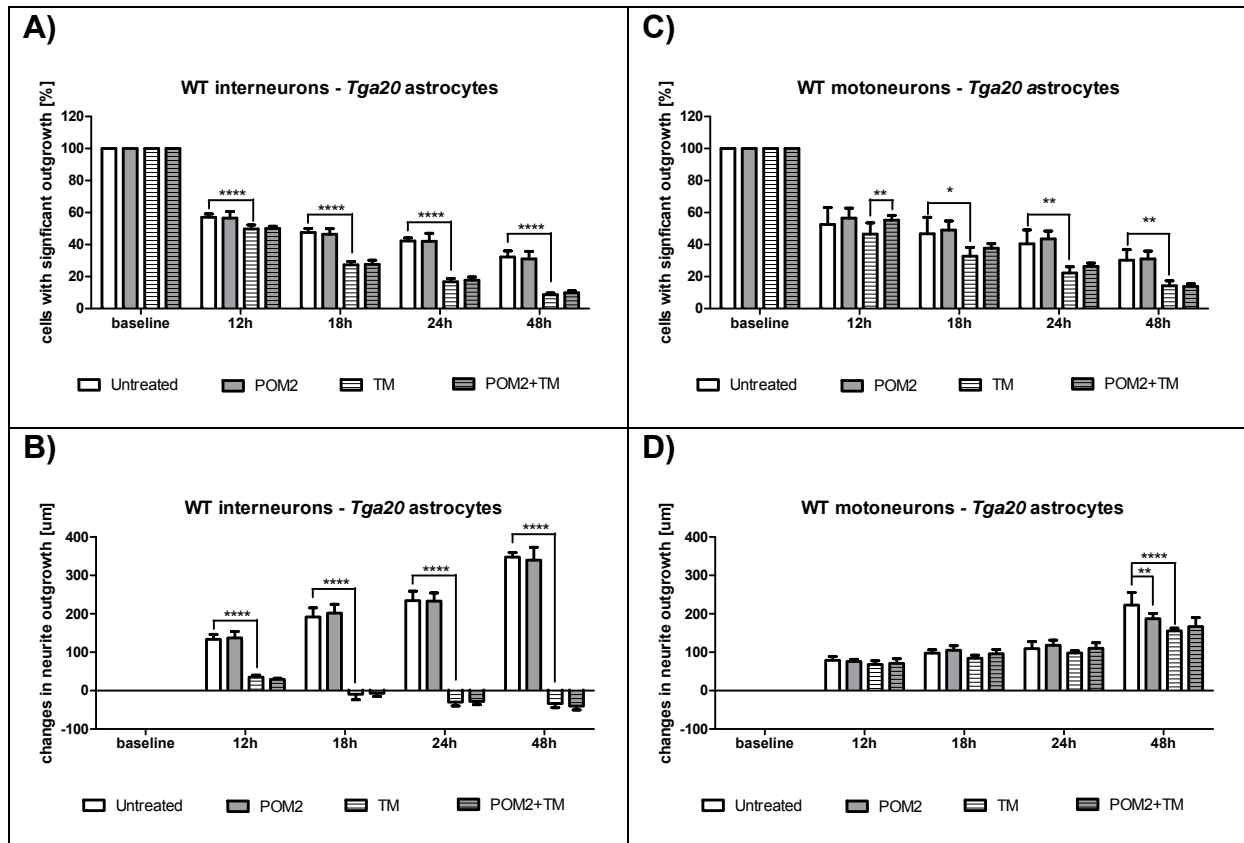 A)
WT interneurons - Tga20 astrocytes
cells with signficant outgrowth [%]
120
100
80
60
40
20
0
**** **** **** ****
baseline 12h 18h 24h 48h
Untreated POM2 TM POM2+TM
C)
WT motoneurons - Tga20 astrocytes
cells with signficant outgrowth [%]
120
100
80
60
40
20
0
** * ** **
baseline 12h 18h 24h 48h
Untreated POM2 TM POM2+TM
B)
WT interneurons - Tga20 astrocytes
changes in neurite outgrowth [um]
400
300
200
100
0
-100
**** **** **** ****
baseline 12h 18h 24h 48h
Untreated POM2 TM POM2+TM
D)
WT motoneurons - Tga20 astrocytes
changes in neurite outgrowth [um]
400
300
200
100
0
-100
****
**
baseline 12h 18h 24h 48h
Untreated POM2 TM POM2+TM